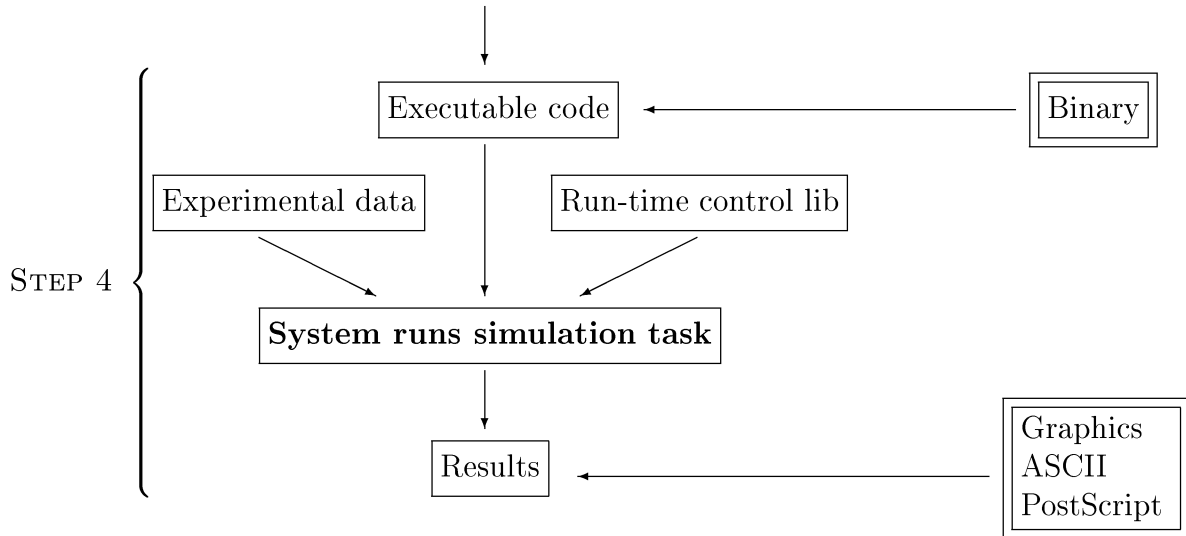 Executable code
Binary
Experimental data
Run-time control lib
STEP 4
System runs simulation task
Results
Graphics
ASCII
PostScript